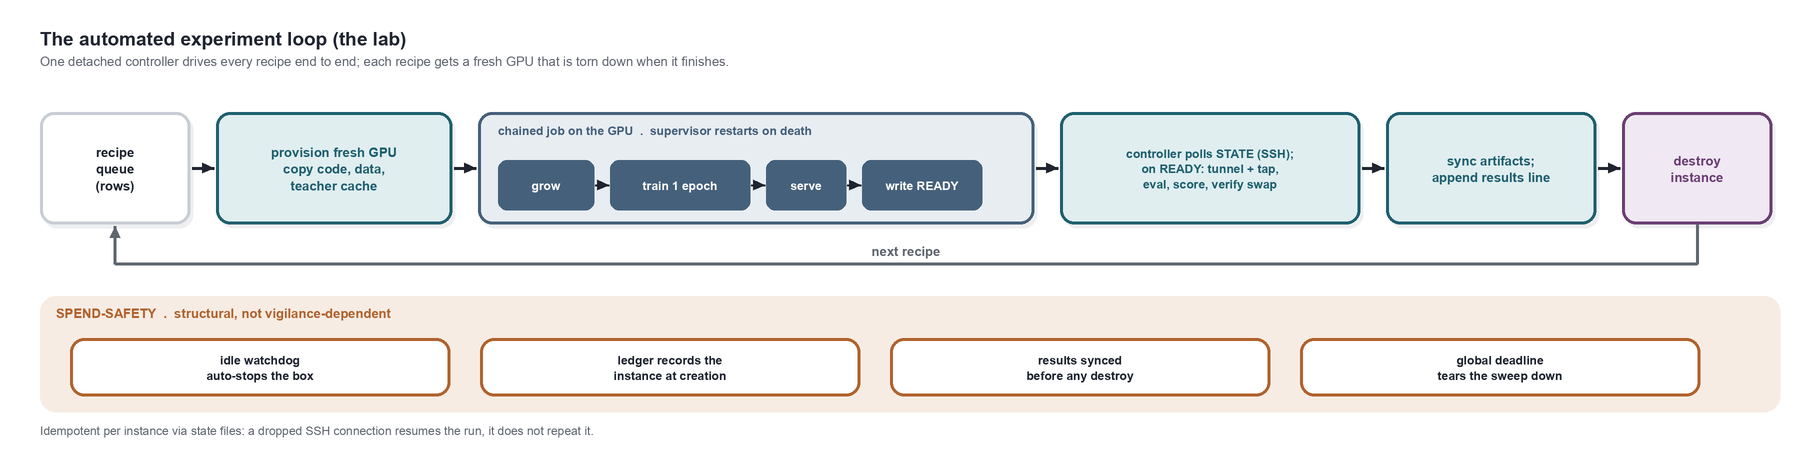 The automated experiment loop (the lab)
One detached controller drives every recipe end to end; each recipe gets a fresh GPU that is torn down when it finishes.
recipe
queue
(rows)
provision fresh GPU
copy code, data,
teacher cache
chained job on the GPU . supervisor restarts on death
grow
train 1 epoch
serve
write READY
controller polls STATE (SSH);
on READY: tunnel + tap,
eval, score, verify swap
sync artifacts;
append results line
destroy
instance
next recipe
SPEND-SAFETY . structural, not vigilance-dependent
idle watchdog
auto-stops the box
ledger records the
instance at creation
results synced
before any destroy
global deadline
tears the sweep down
Idempotent per instance via state files: a dropped SSH connection resumes the run, it does not repeat it.